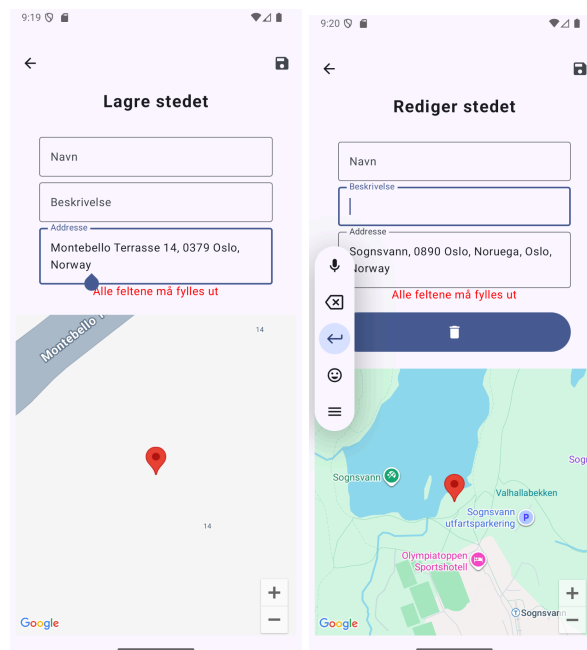 9:19
Lagre stedet
Navn
Beskrivelse
Addresse
Montebello Terrasse 14, 0379 Oslo,
Norway
Alle feltene må fylles ut
Montebello
14
14
+
−
Google
9:20
Rediger stedet
Navn
Beskrivelse
Addresse
Sognsvann, 0890 Oslo, Noruega, Oslo,
Norway
Alle feltene må fylles ut
Sognsvann
Sog
Valhallabekken
Sognsvann
utfartsparkering
P
Olympiatoppen
Sportshotell
T Sognsvann
+
−
Google